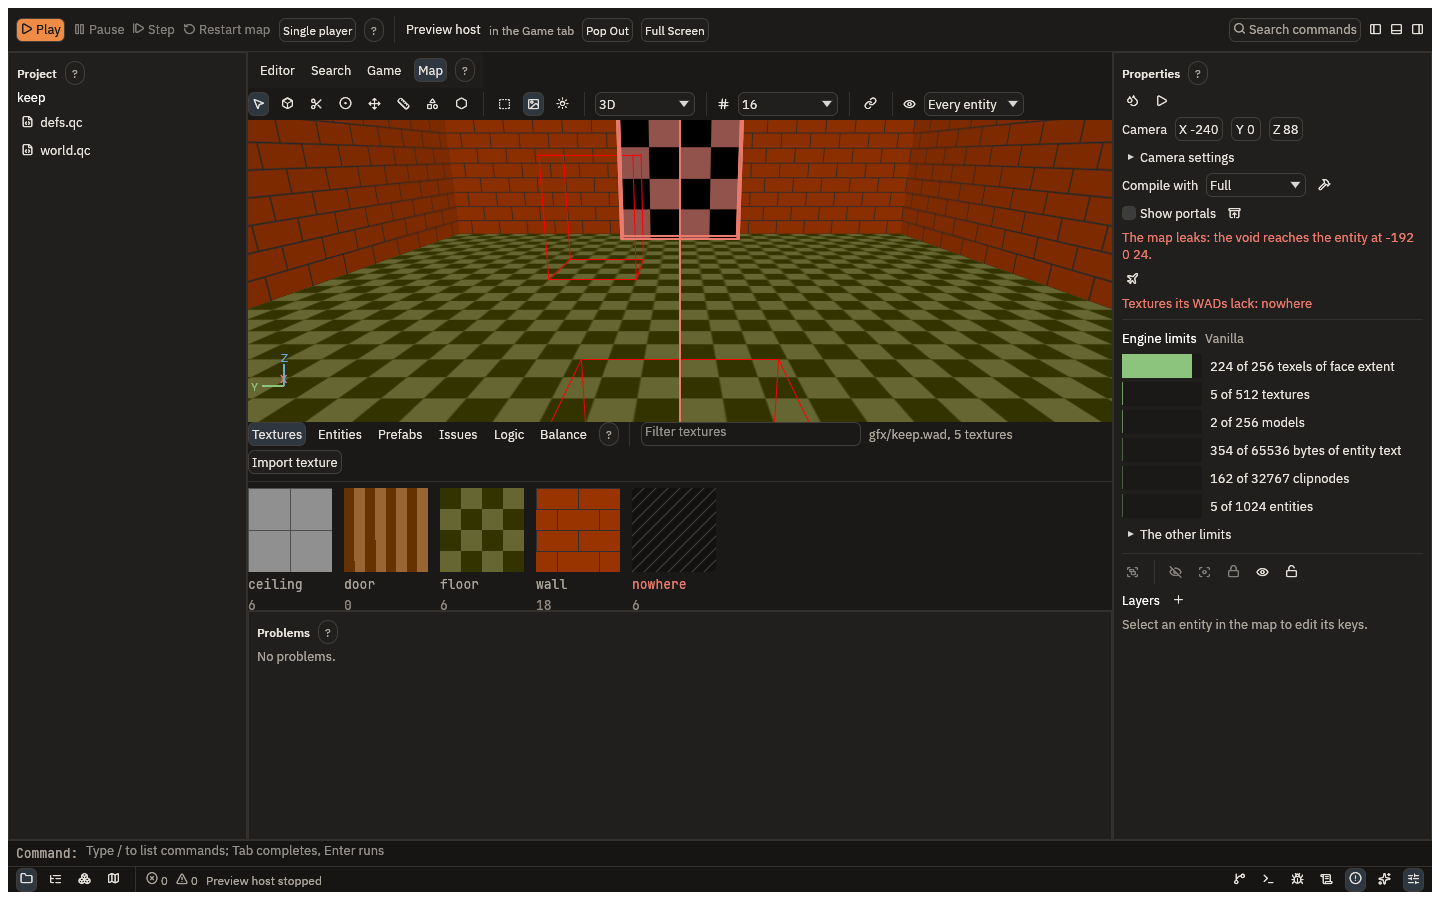 Play Pause Step Restart map Single player ? Preview host in the Game tab Pop Out Full Screen Search commands
Project ?
keep
defs.qc
world.qc
Editor Search Game Map ?
3D 16 Every entity
Z
Y X
Textures Entities Prefabs Issues Logic Balance ? Filter textures gfx/keep.wad, 5 textures
Import texture
ceiling door floor wall nowhere
6 0 6 18 6
Problems ?
No problems.
Properties ?
Camera X -240 Y 0 Z 88
Camera settings
Compile with Full
Show portals
The map leaks: the void reaches the entity at -192
0 24.
Textures its WADs lack: nowhere
Engine limits Vanilla
224 of 256 texels of face extent
5 of 512 textures
2 of 256 models
354 of 65536 bytes of entity text
162 of 32767 clipnodes
5 of 1024 entities
The other limits
Layers +
Select an entity in the map to edit its keys.
Command: Type / to list commands; Tab completes, Enter runs
0 0 Preview host stopped